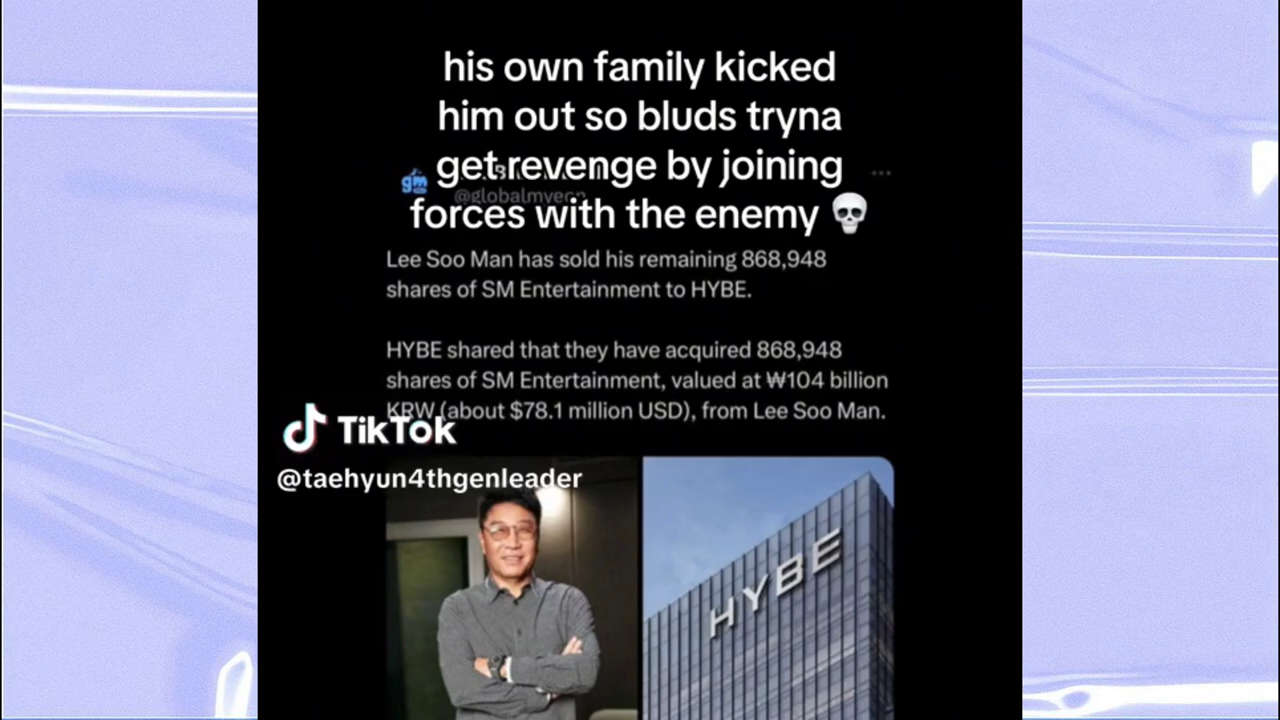 his own family kicked
him out so bluds tryna
get revenge by joining
forces with the enemy 💀
gm
Lee Soo Man has sold his remaining 868,948
shares of SM Entertainment to HYBE.
HYBE shared that they have acquired 868,948
shares of SM Entertainment, valued at ₩104 billion
KRW (about $78.1 million USD), from Lee Soo Man.
TikTok
@taehyun4thgenleader
HYBE